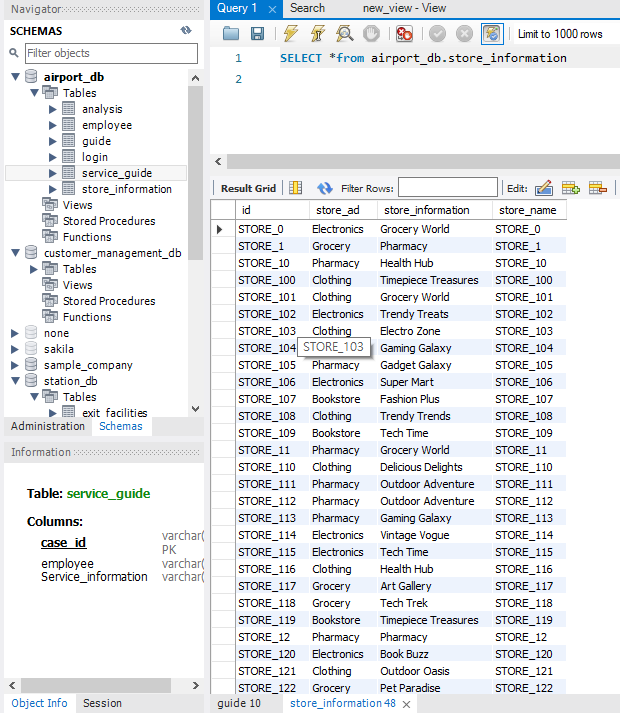 Navigator
SCHEMAS
Filter objects
airport_db
Tables
analysis
employee
guide
login
service_guide
store_information
Views
Stored Procedures
Functions
customer_management_db
Tables
Views
Stored Procedures
Functions
none
sakila
sample_company
station_db
Tables
exit_facilities
Administration Schemas
Information
Table: service_guide
Columns:
case_id varchar(
PK
employee varchar(
Service_information varchar(
Object Info Session
Query 1 Search new_view - View
Limit to 1000 rows
1 SELECT *from airport_db.store_information
2
Result Grid Filter Rows: Edit:
id store_ad store_information store_name
STORE_0 Electronics Grocery World STORE_0
STORE_1 Grocery Pharmacy STORE_1
STORE_10 Pharmacy Health Hub STORE_10
STORE_100 Clothing Timepiece Treasures STORE_100
STORE_101 Clothing Grocery World STORE_101
STORE_102 Electronics Trendy Treats STORE_102
STORE_103 Clothing Electro Zone STORE_103
STORE_104 STORE_103 Gaming Galaxy STORE_104
STORE_105 Pharmacy Gadget Galaxy STORE_105
STORE_106 Electronics Super Mart STORE_106
STORE_107 Bookstore Fashion Plus STORE_107
STORE_108 Clothing Trendy Trends STORE_108
STORE_109 Bookstore Tech Time STORE_109
STORE_11 Pharmacy Grocery World STORE_11
STORE_110 Clothing Delicious Delights STORE_110
STORE_111 Pharmacy Outdoor Adventure STORE_111
STORE_112 Pharmacy Outdoor Adventure STORE_112
STORE_113 Pharmacy Gaming Galaxy STORE_113
STORE_114 Electronics Vintage Vogue STORE_114
STORE_115 Electronics Tech Time STORE_115
STORE_116 Clothing Health Hub STORE_116
STORE_117 Grocery Art Gallery STORE_117
STORE_118 Grocery Tech Trek STORE_118
STORE_119 Bookstore Timepiece Treasures STORE_119
STORE_12 Pharmacy Pharmacy STORE_12
STORE_120 Electronics Book Buzz STORE_120
STORE_121 Clothing Outdoor Oasis STORE_121
STORE_122 Grocery Pet Paradise STORE_122
guide 10 store_information 48